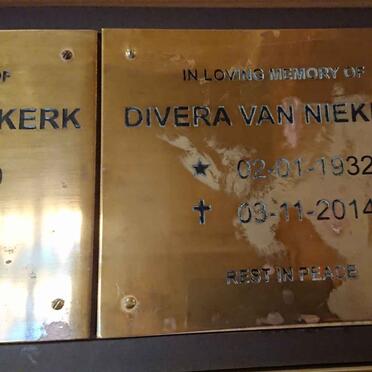 OF
KERK
IN LOVING MEMORY OF
DIVERA VAN NIEK
★ 02-01-1932
✝ 03-11-2014
REST IN PEACE